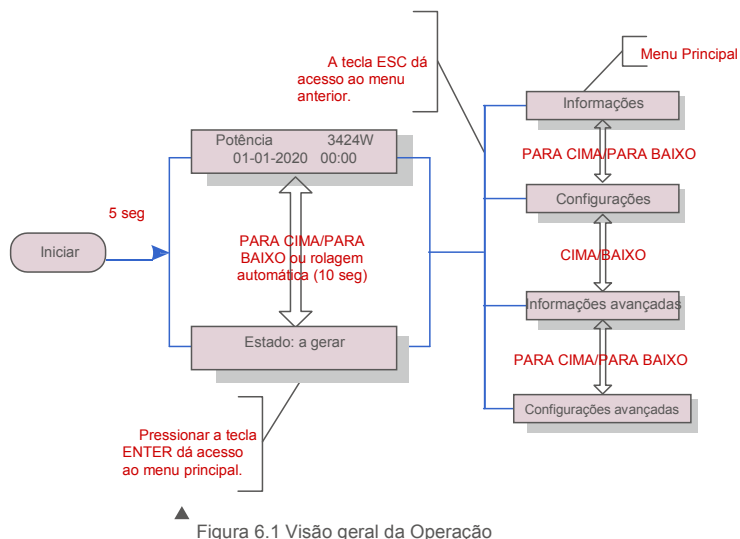 A tecla ESC dá
acesso ao menu
anterior.
Menu Principal
Informações
PARA CIMA/PARA BAIXO
Configurações
CIMA/BAIXO
Informações avançadas
PARA CIMA/PARA BAIXO
Configurações avançadas
Potência 3424W
01-01-2020 00:00
5 seg
Iniciar
PARA CIMA/PARA
BAIXO ou rolagem
automática (10 seg)
Estado: a gerar
Pressionar a tecla
ENTER dá acesso
ao menu principal.
Figura 6.1 Visão geral da Operação